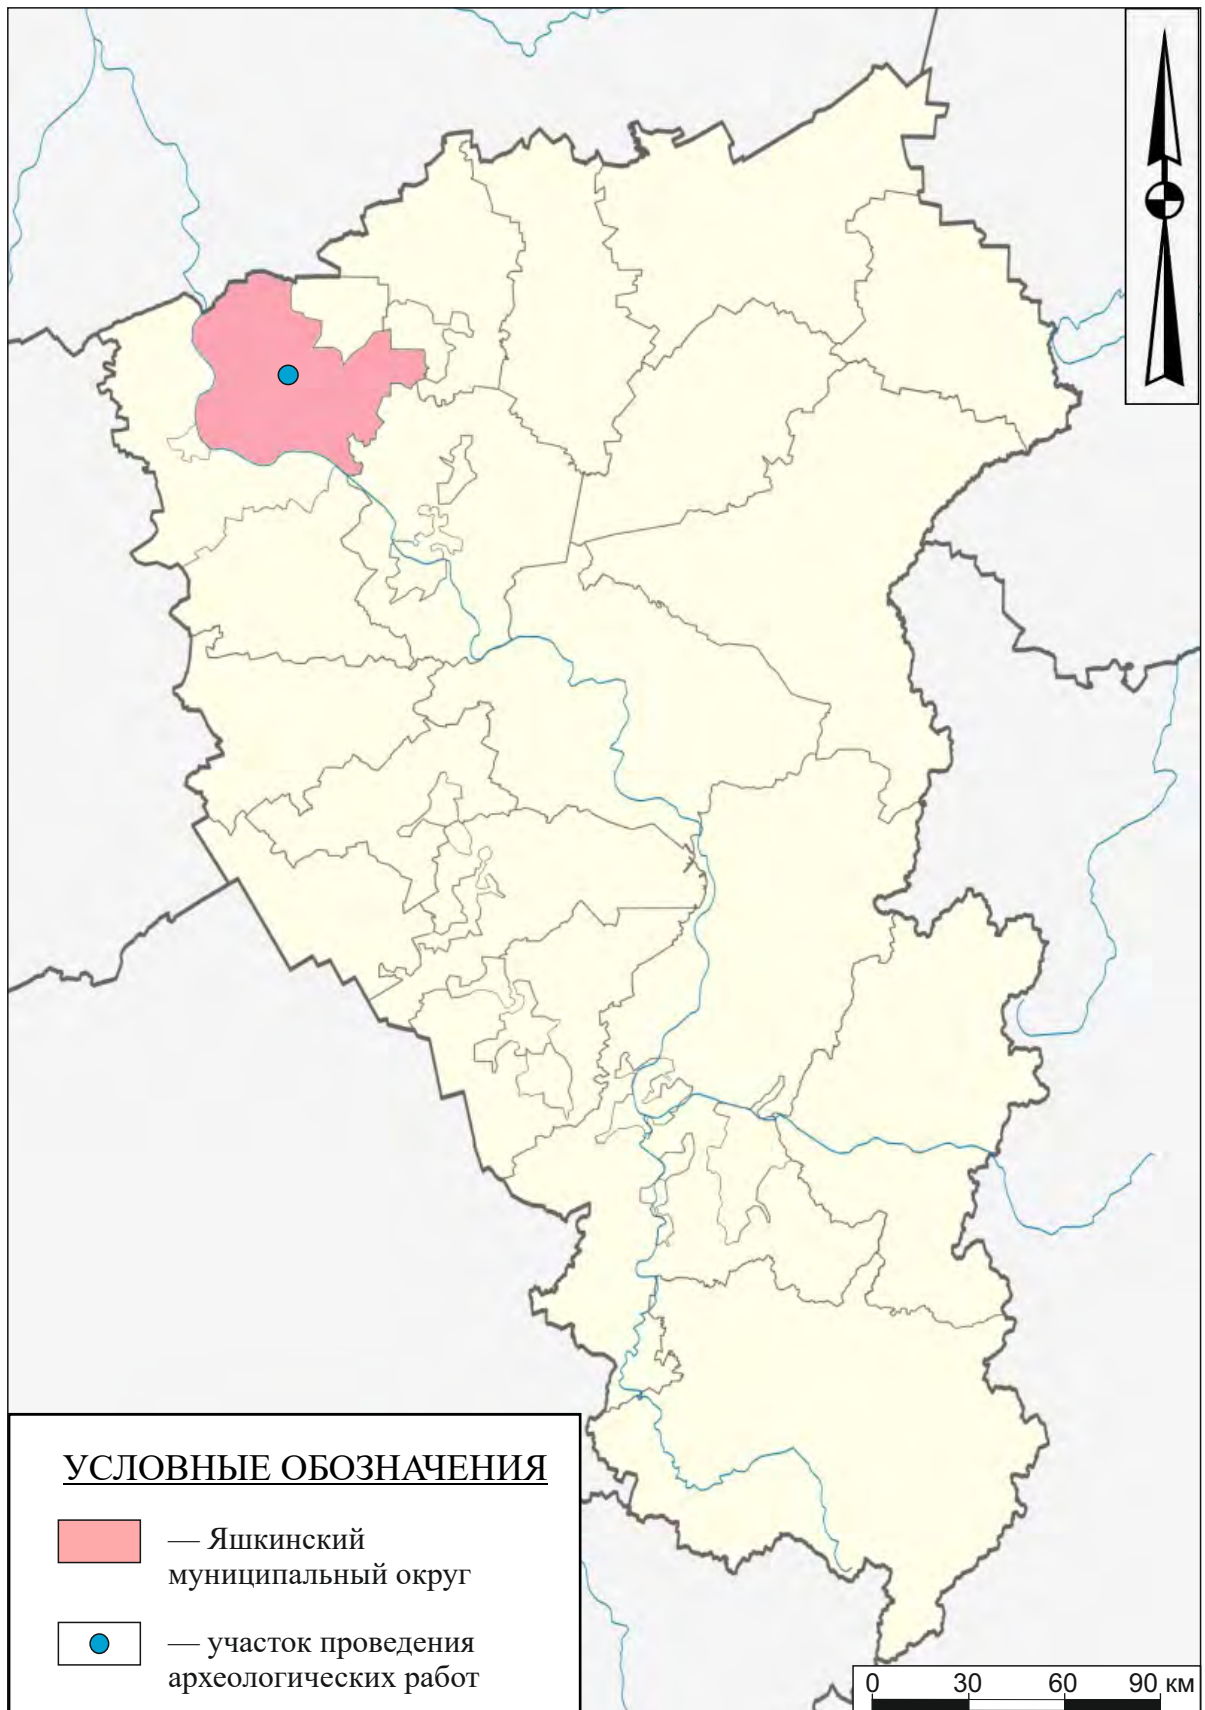 УСЛОВНЫЕ ОБОЗНАЧЕНИЯ
— Яшкинский
муниципальный округ
— участок проведения
археологических работ
0 30 60 90 км